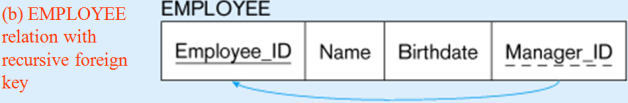 (b) EMPLOYEE
relation with
recursive foreign
key
EMPLOYEE
Employee_ID Name Birthdate Manager_ID